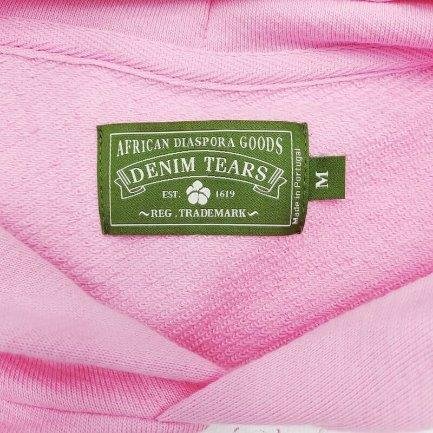 AFRICAN DIASPORA GOODS
DENIM TEARS
EST. 1619
~REG. TRADEMARK~
Made in Portugal
M